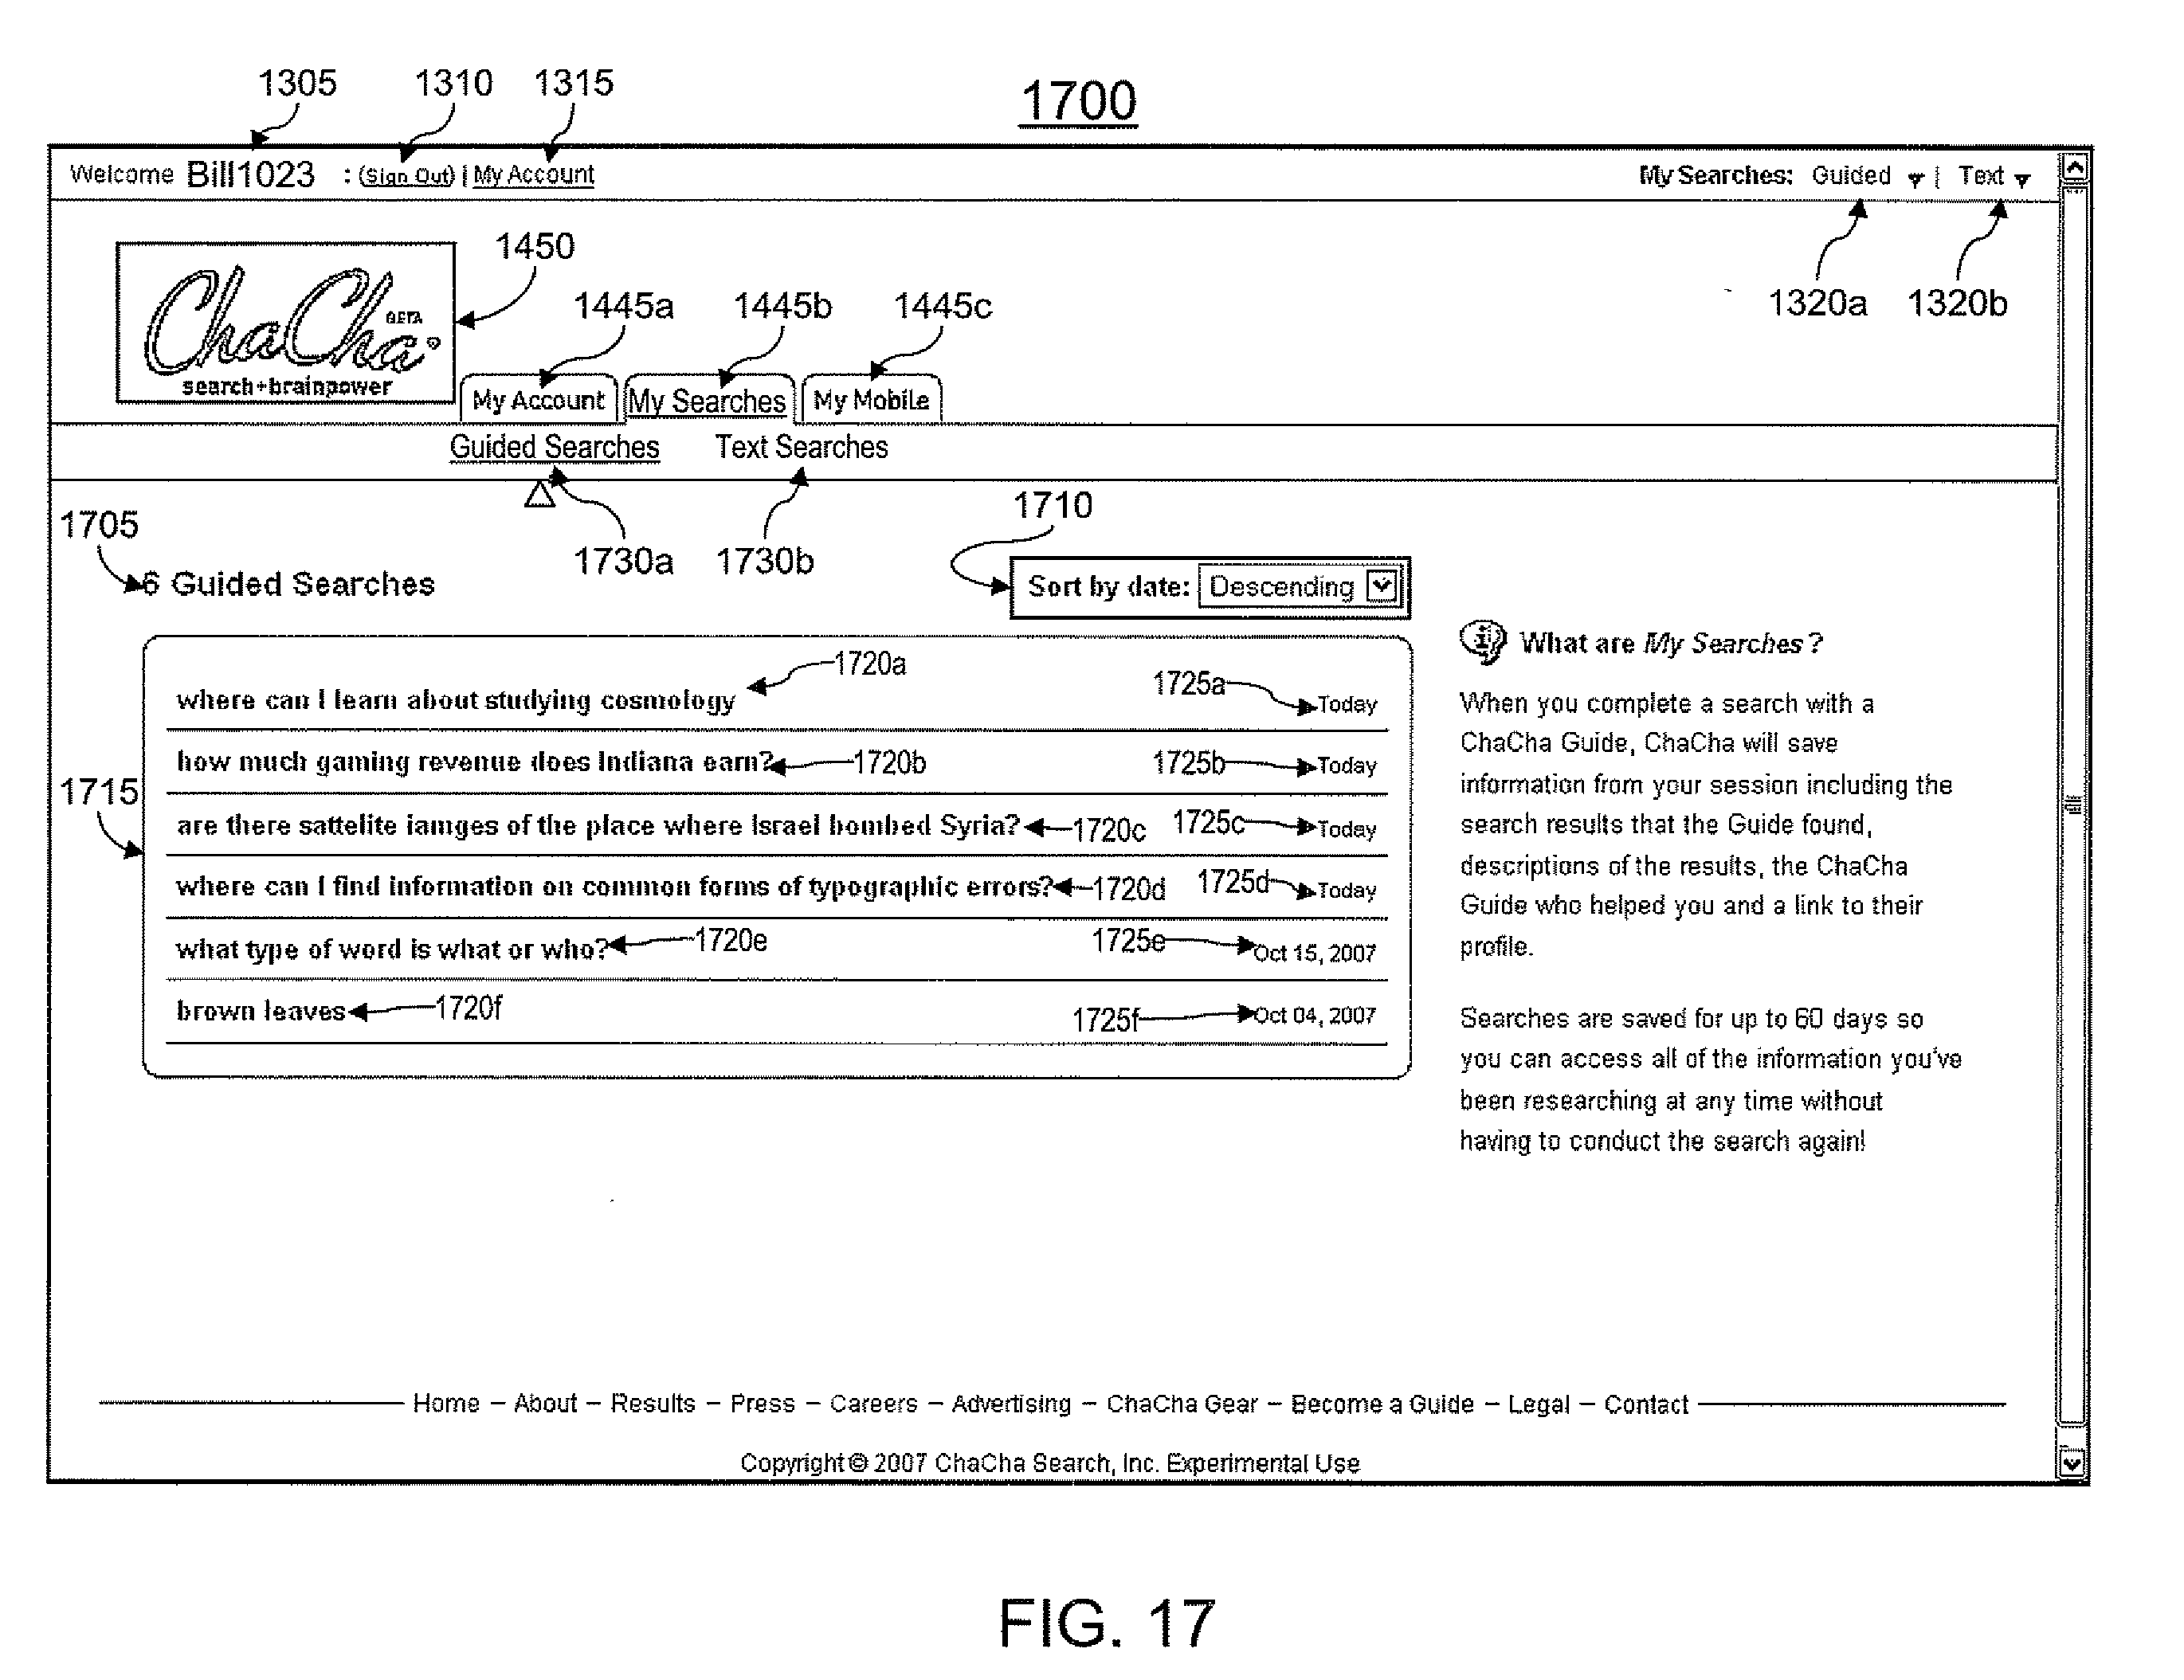 1305 1310 1315 1700
Welcome Bill1023 : (Sign Out) | My Account My Searches: Guided | Text
1450
1445a 1445b 1445c 1320a 1320b
ChaCha BETA
search+brainpower
My Account My Searches My Mobile
Guided Searches Text Searches
1705 1730a 1730b 1710
6 Guided Searches Sort by date: Descending
1720a
where can I learn about studying cosmology 1725a Today
how much gaming revenue does Indiana earn? 1720b 1725b Today
1715
are there sattelite iamges of the place where Israel bombed Syria? 1720c 1725c Today
where can I find information on common forms of typographic errors? 1720d 1725d Today
what type of word is what or who? 1720e 1725e Oct 15, 2007
brown leaves 1720f 1725f Oct 04, 2007
What are My Searches?
When you complete a search with a
ChaCha Guide, ChaCha will save
information from your session including the
search results that the Guide found,
descriptions of the results, the ChaCha
Guide who helped you and a link to their
profile.
Searches are saved for up to 60 days so
you can access all of the information you've
been researching at any time without
having to conduct the search again!
Home – About – Results – Press – Careers – Advertising – ChaCha Gear – Become a Guide – Legal – Contact
Copyright © 2007 ChaCha Search, Inc. Experimental Use
FIG. 17